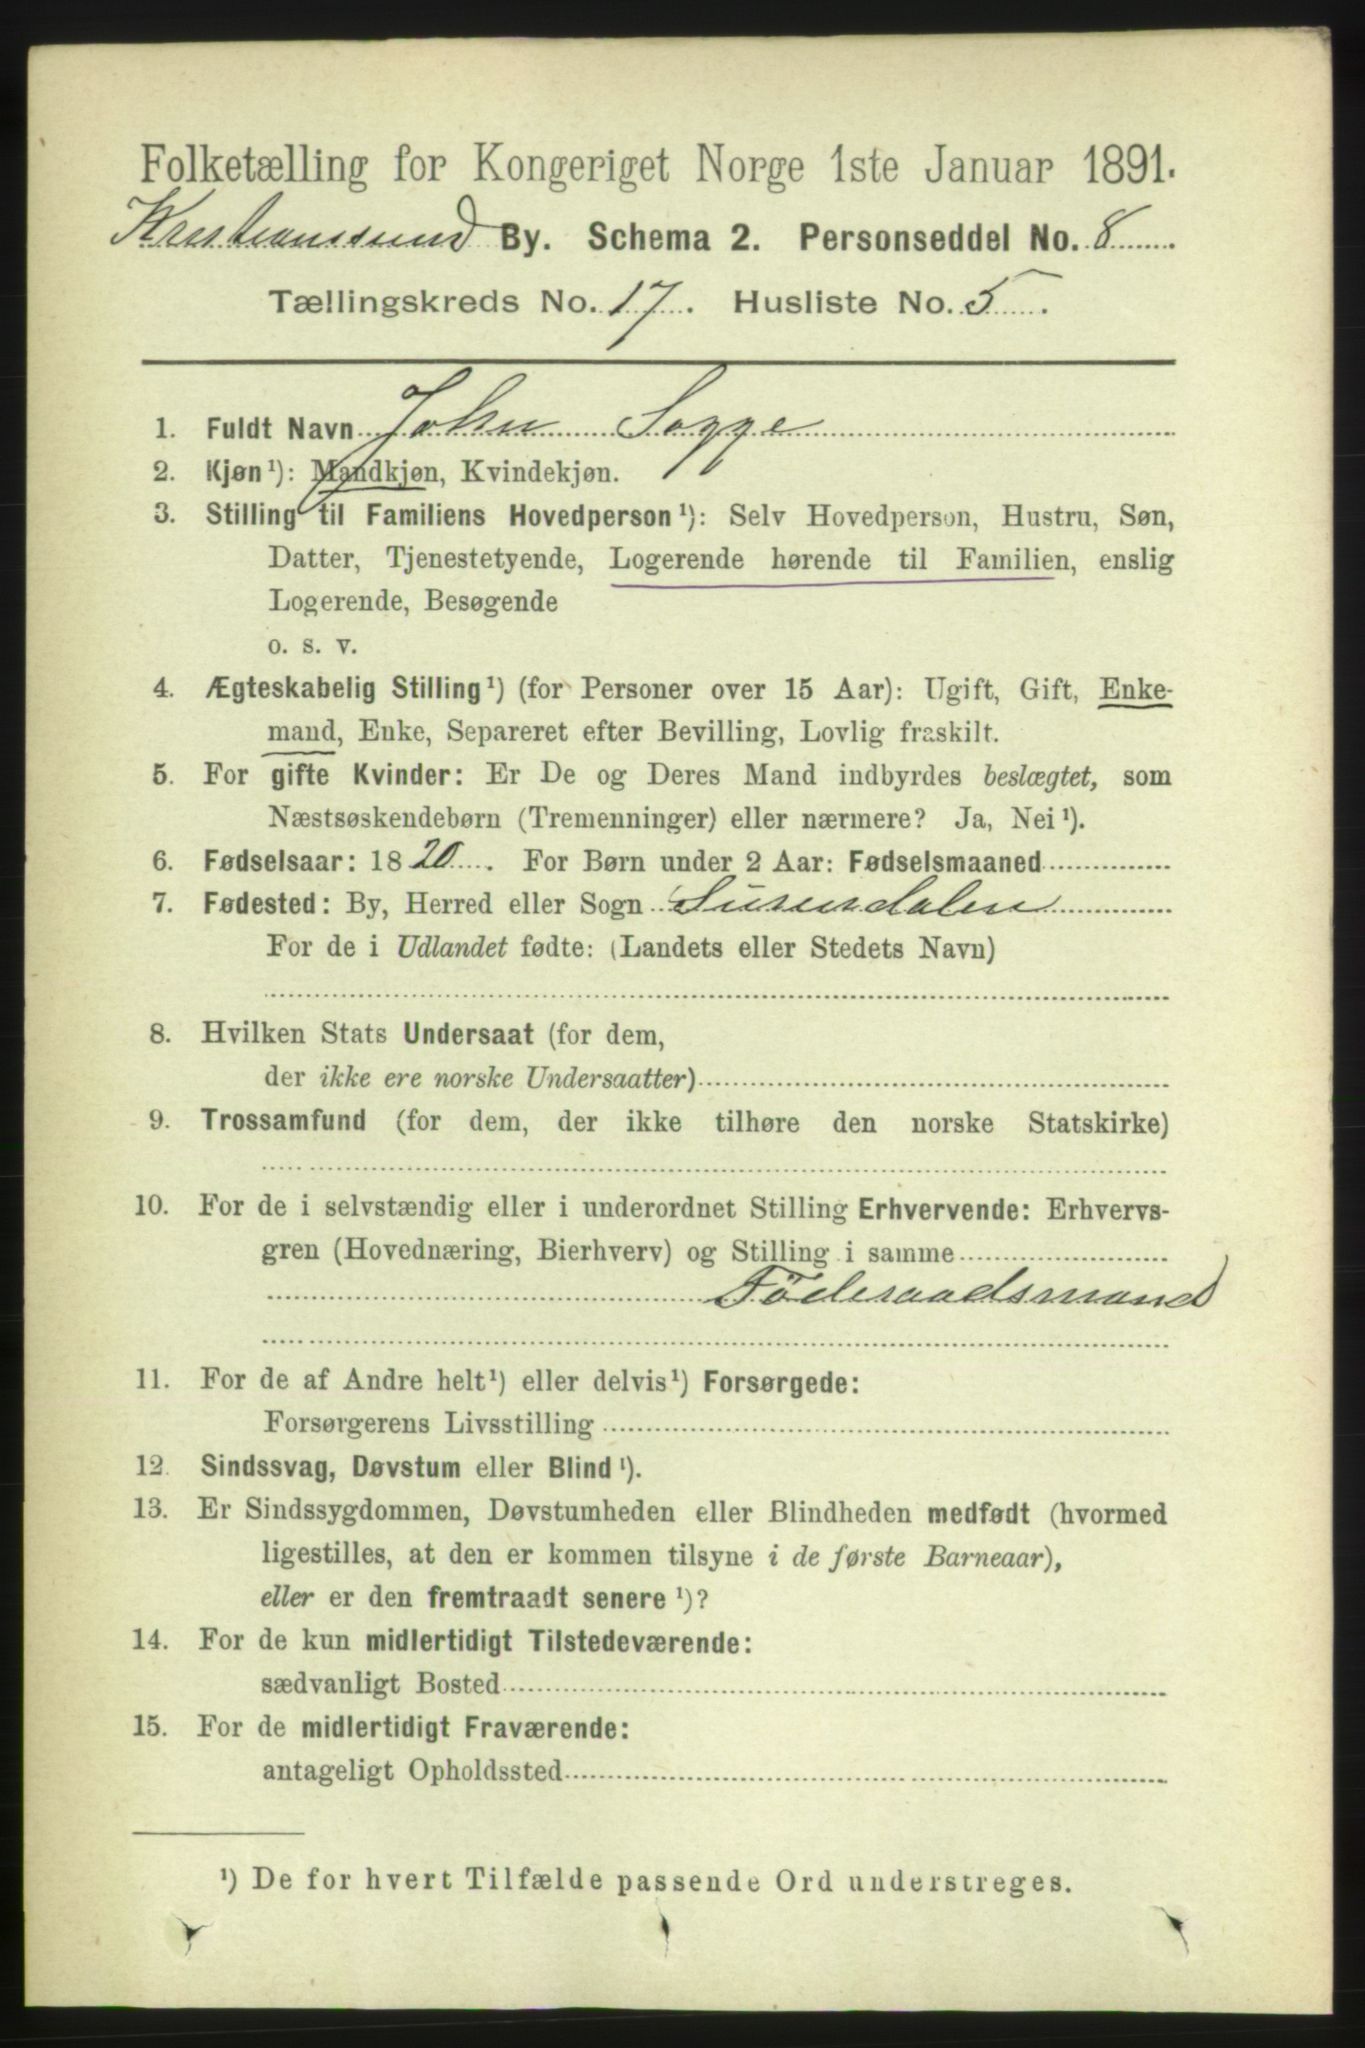 Folketælling for Kongeriget Norge 1ste Januar 1891.
Kristianssund By. Schema 2. Personseddel No. 8
Tællingskreds No. 17. Husliste No. 5.
1. Fuldt Navn John Sogge
2. Kjøn¹): Mandkjøn, Kvindekjøn.
3. Stilling til Familiens Hovedperson¹): Selv Hovedperson, Hustru, Søn,
Datter, Tjenestetyende, Logerende hørende til Familien, enslig
Logerende, Besøgende
o. s. v.
4. Ægteskabelig Stilling¹) (for Personer over 15 Aar): Ugift, Gift, Enke-
mand, Enke, Separeret efter Bevilling, Lovlig fraskilt.
5. For gifte Kvinder: Er De og Deres Mand indbyrdes beslægtet, som
Næstsøskendebørn (Tremenninger) eller nærmere? Ja, Nei¹).
6. Fødselsaar: 1820. For Børn under 2 Aar: Fødselsmaaned
7. Fødested: By, Herred eller Sogn Surendalen
For de i Udlandet fødte: (Landets eller Stedets Navn)
8. Hvilken Stats Undersaat (for dem,
der ikke ere norske Undersaatter)
9. Trossamfund (for dem, der ikke tilhøre den norske Statskirke)
10. For de i selvstændig eller i underordnet Stilling Erhvervende: Erhvervs-
gren (Hovednæring, Bierhverv) og Stilling i samme
Föderaadsmand
11. For de af Andre helt¹) eller delvis¹) Forsørgede:
Forsørgerens Livsstilling
12. Sindssvag, Døvstum eller Blind¹).
13. Er Sindssygdommen, Døvstumheden eller Blindheden medfødt (hvormed
ligestilles, at den er kommen tilsyne i de første Barneaar),
eller er den fremtraadt senere¹)?
14. For de kun midlertidigt Tilstedeværende:
sædvanligt Bosted
15. For de midlertidigt Fraværende:
antageligt Opholdssted
¹) De for hvert Tilfælde passende Ord understreges.